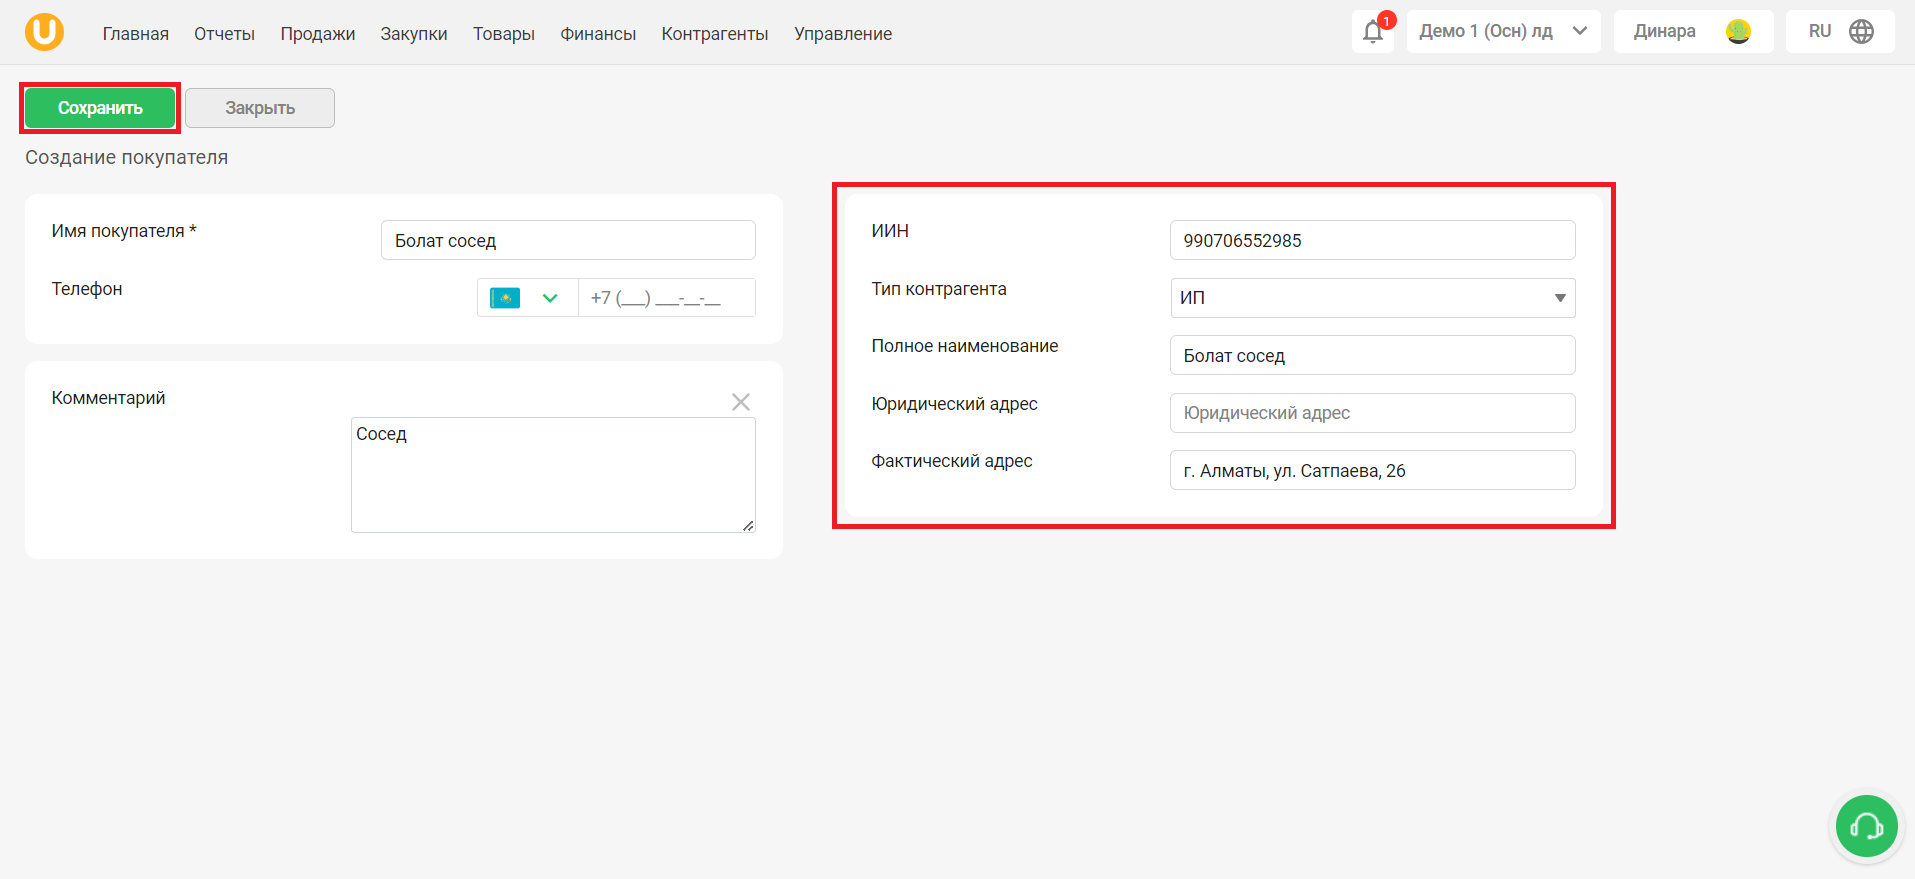 Главная Отчеты Продажи Закупки Товары Финансы Контрагенты Управление 1 Демо 1 (Осн) лд Динара RU
Сохранить Закрыть
Создание покупателя
Имя покупателя * Болат сосед
Телефон +7 (___) ___-__-__
Комментарий
Сосед
ИИН 990706552985
Тип контрагента ИП
Полное наименование Болат сосед
Юридический адрес Юридический адрес
Фактический адрес г. Алматы, ул. Сатпаева, 26